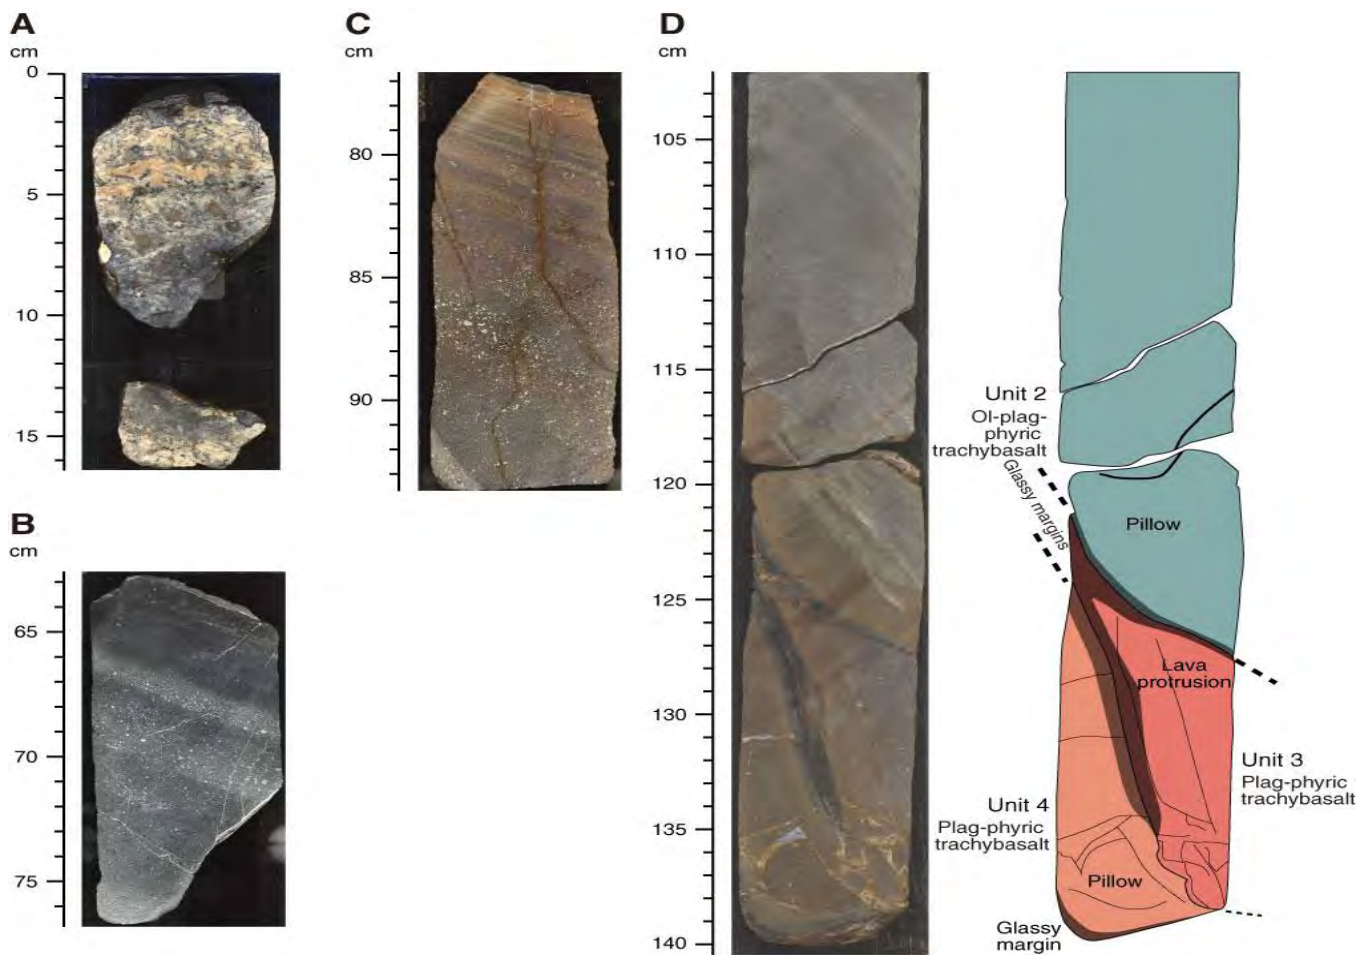 A
cm
0
5
10
15
B
cm
65
70
75
C
cm
80
85
90
D
cm
105
110
115
120
125
130
135
140
Unit 2
Ol-plag-
phyric
trachybasalt
Glassy margins
Pillow
Lava
protrusion
Unit 3
Plag-phyric
trachybasalt
Unit 4
Plag-phyric
trachybasalt
Pillow
Glassy
margin